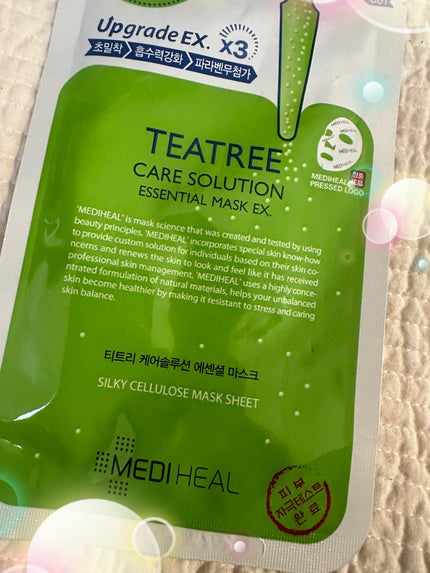 UpgradeEX. X3
초밀착 흡수력강화 파라벤무첨가
TEATREE
CARE SOLUTION
ESSENTIAL MASK EX.
MEDIHEAL
PRESSED LOGO
'MEDIHEAL' is mask science that was created and tested by using
beauty principles. 'MEDIHEAL' incorporates special skin know-how
to provide custom solution for individuals based on their skin co-
ncerns and renews the skin to look and feel like it has received
professional skin management. 'MEDIHEAL' uses a highly conce-
ntrated formulation of natural materials, helps your unbalanced
skin become healthier by making it resistant to stress and caring
skin balance.
티트리 케어솔루션 에센셜 마스크
SILKY CELLULOSE MASK SHEET
MEDIHEAL
피부
자극테스트
완료